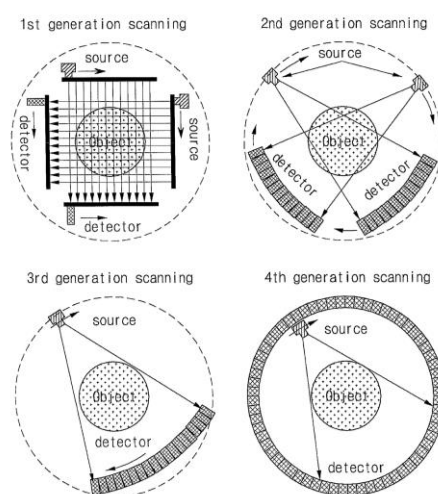 1st generation scanning
source
detector
Object
source
detector
2nd generation scanning
source
Object
detector
detector
3rd generation scanning
source
Object
detector
4th generation scanning
source
Object
detector